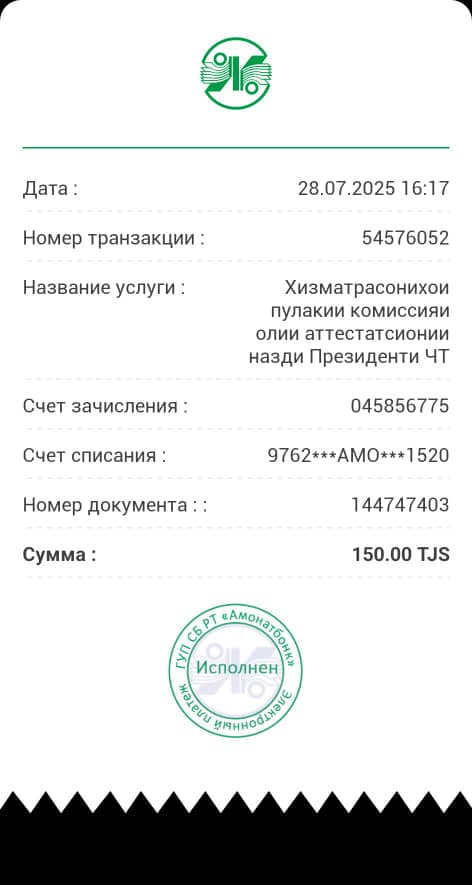 Дата :
28.07.2025 16:17
Номер транзакции :
54576052
Название услуги :
Хизматрасонихои
пулакии комиссияи
олии аттестатсионии
назди Президенти ЧТ
Счет зачисления :
045856775
Счет списания :
9762***AMO***1520
Номер документа : :
144747403
Сумма :
150.00 TJS
ГУП СБ РТ «Амонатбонк»
Исполнен
Электронный платеж